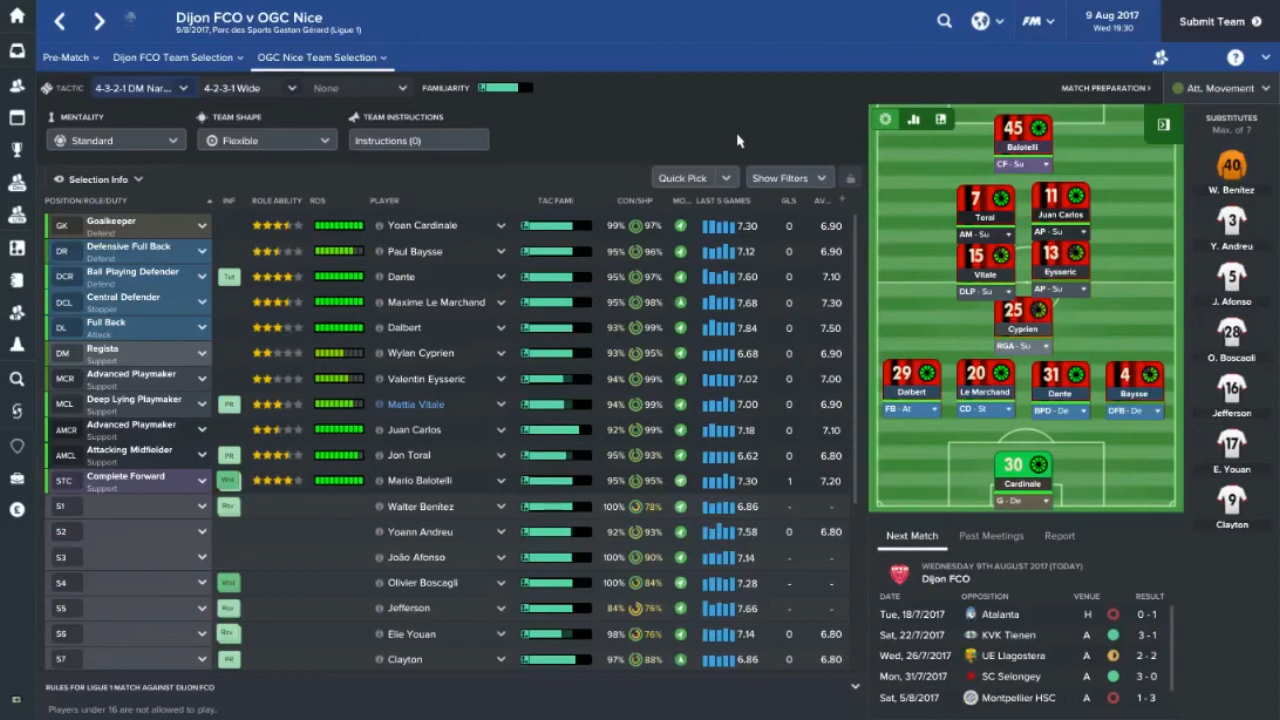 Dijon FCO v OGC Nice
9/8/2017, Parc des Sports Gaston Gérard (Ligue 1)
FM
9 Aug 2017
Wed 19:30
Submit Team
Pre-Match
Dijon FCO Team Selection
OGC Nice Team Selection
TACTIC
4-3-2-1 DM Nar...
4-2-3-1 Wide
None
FAMILIARITY
MATCH PREPARATION >
Att. Movement
MENTALITY
TEAM SHAPE
TEAM INSTRUCTIONS
Standard
Flexible
Instructions (0)
Selection Info
Quick Pick
Show Filters
POSITION/ROLE/DUTY INF ROLE ABILITY RDS PLAYER TAC FAMI CON/SHP MO... LAST 5 GAMES GLS AV...
GK Goalkeeper Defend Yoan Cardinale 99% 97% 7.30 0 6.90
DR Defensive Full Back Defend Paul Baysse 95% 96% 7.12 0 6.90
DCR Ball Playing Defender Defend Tut Dante 95% 97% 7.60 0 7.10
DCL Central Defender Stopper Maxime Le Marchand 95% 98% 7.68 0 7.30
DL Full Back Attack Dalbert 93% 99% 7.84 0 7.50
DM Regista Support Wylan Cyprien 93% 95% 6.68 0 6.90
MCR Advanced Playmaker Support Valentin Eysseric 94% 99% 7.02 0 7.00
MCL Deep Lying Playmaker Support PR Mattia Vitale 94% 99% 7.00 0 6.90
AMCR Advanced Playmaker Support Juan Carlos 92% 99% 7.18 0 7.10
AMCL Attacking Midfielder Support PR Jon Toral 95% 93% 6.62 0 6.80
STC Complete Forward Support Wnt Mario Balotelli 95% 95% 7.30 1 7.20
S1 Rsv Walter Benítez 100% 78% 6.86 - -
S2 Yoann Andreu 92% 93% 7.58 0 6.80
S3 João Afonso 100% 90% 7.14 - -
S4 Wnt Olivier Boscagli 100% 84% 7.28 - -
S5 Rsv Jefferson 84% 76% 7.66 - -
S6 Rsv Elie Youan 98% 76% 7.14 0 6.80
S7 PR Clayton 97% 88% 6.86 0 6.80
RULES FOR LIGUE 1 MATCH AGAINST DIJON FCO
Players under 16 are not allowed to play.
45
Balotelli
CF - Su
7 11
Toral Juan Carlos
AM - Su AP - Su
15 13
Vitale Eysseric
DLP - Su AP - Su
25
Cyprien
RGA - Su
29 20 31 4
Dalbert Le Marchand Dante Baysse
FB - At CD - St BPD - De DFB - De
30
Cardinale
G - De
SUBSTITUTES
Max. of 7
40
W. Benítez
3
Y. Andreu
5
J. Afonso
28
O. Boscagli
16
Jefferson
17
E. Youan
9
Clayton
Next Match
Past Meetings
Report
WEDNESDAY 9TH AUGUST 2017 (TODAY)
Dijon FCO
DATE OPPOSITION VENUE RESULT
Tue, 18/7/2017 Atalanta H 0 - 1
Sat, 22/7/2017 KVK Tienen A 3 - 1
Wed, 26/7/2017 UE Llagostera A 2 - 2
Mon, 31/7/2017 SC Selongey A 3 - 0
Sat, 5/8/2017 Montpellier HSC A 1 - 3